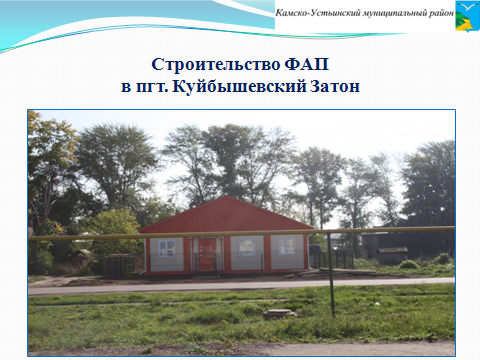 Камско-Устьинский муниципальный район
Строительство ФАП
в пгт. Куйбышевский Затон